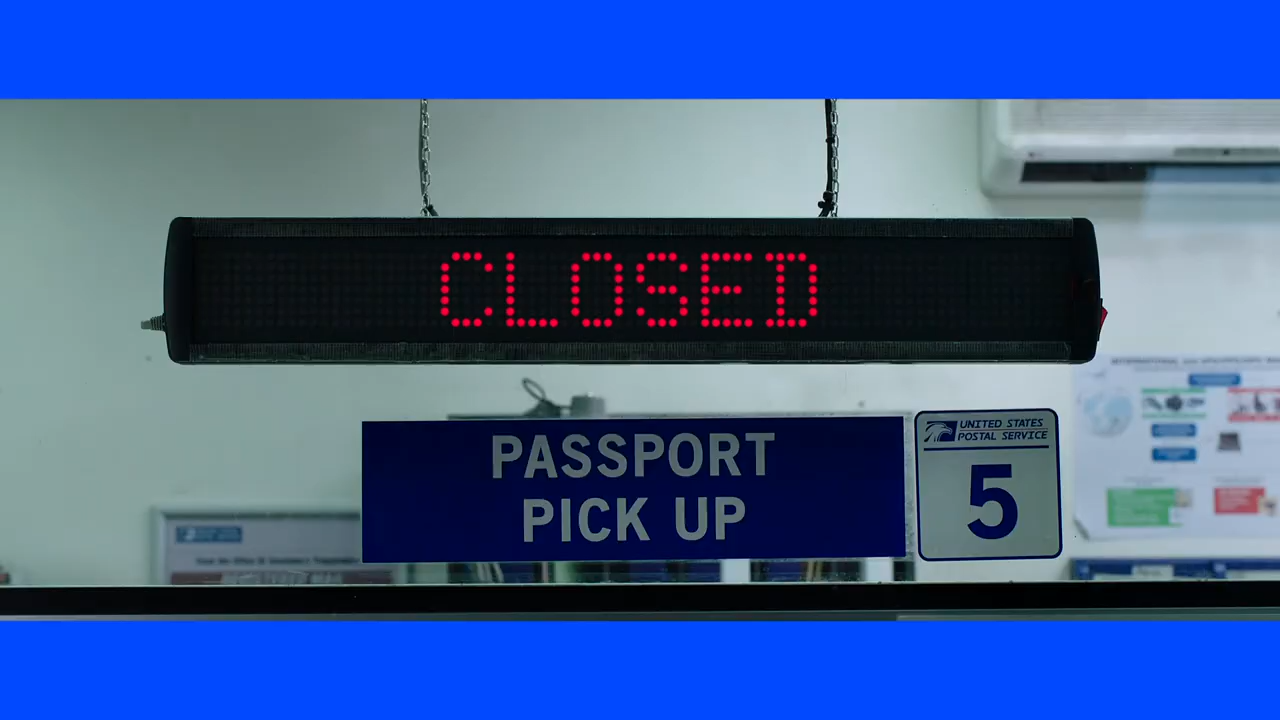 CLOSED
PASSPORT
PICK UP
UNITED STATES
POSTAL SERVICE
5